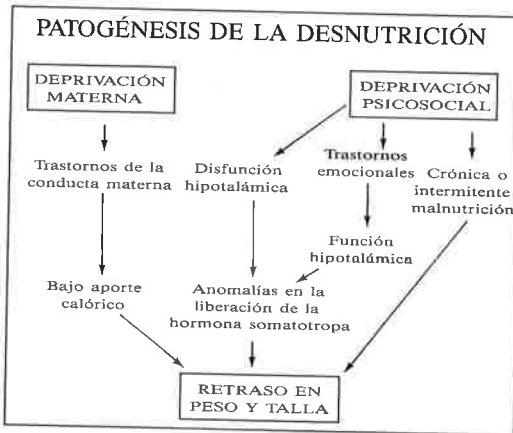 PATOGÉNESIS DE LA DESNUTRICIÓN
DEPRIVACIÓN
MATERNA
DEPRIVACIÓN
PSICOSOCIAL
Trastornos de la
conducta materna
Disfunción
hipotalámica
Trastornos
emocionales
Crónica o
intermitente
malnutrición
Función
hipotalámica
Bajo aporte
calórico
Anomalías en la
liberación de la
hormona somatotropa
RETRASO EN
PESO Y TALLA